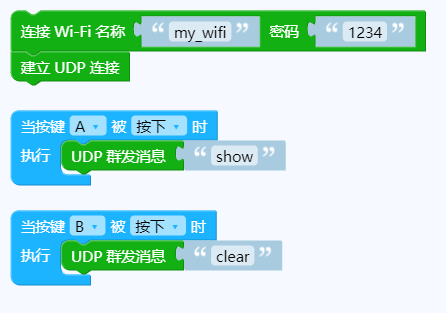 连接 Wi-Fi 名称 “ my_wifi ” 密码 “ 1234 ”
建立 UDP 连接
当按键 A 被 按下 时
执行 UDP 群发消息 “ show ”
当按键 B 被 按下 时
执行 UDP 群发消息 “ clear ”